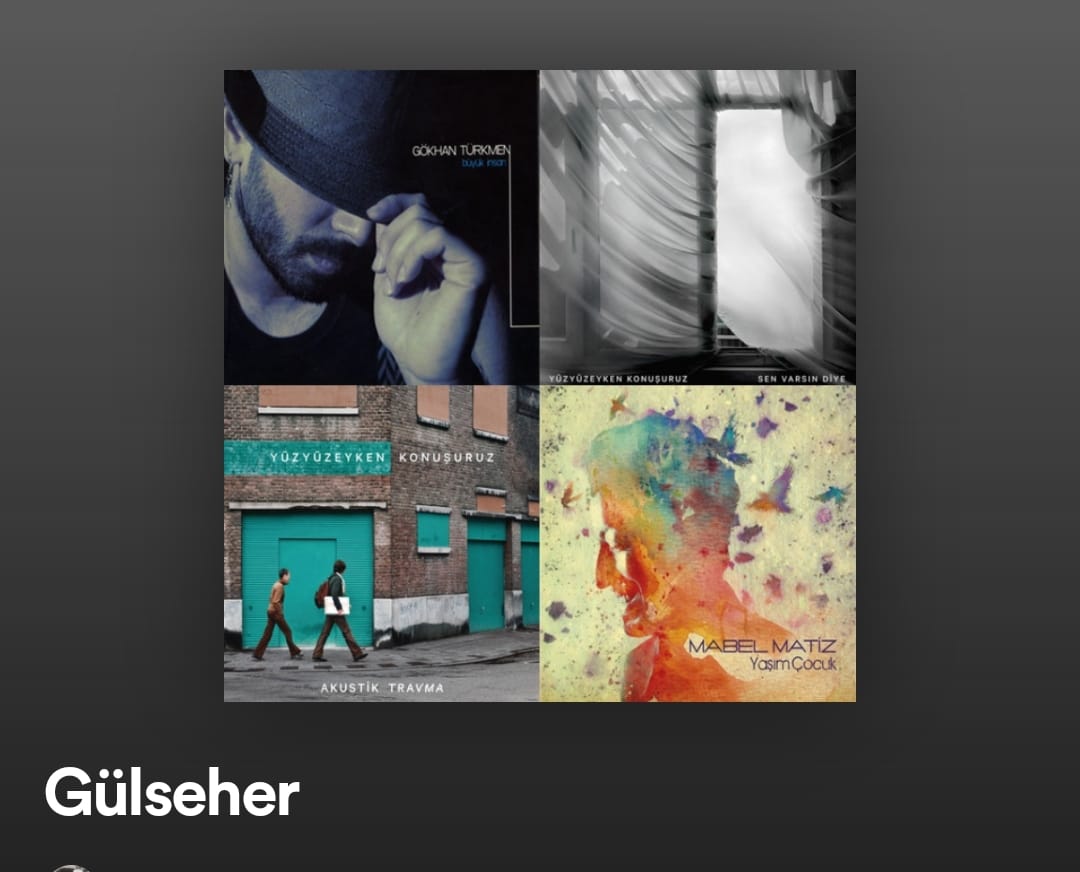 GÖKHAN TÜRKMEN
büyük insan
YÜZYÜZEYKEN KONUŞURUZ
SEN VARSIN DİYE
YÜZYÜZEYKEN KONUŞURUZ
AKUSTİK TRAVMA
MABEL MATİZ
Yaşım Çocuk
Gülseher